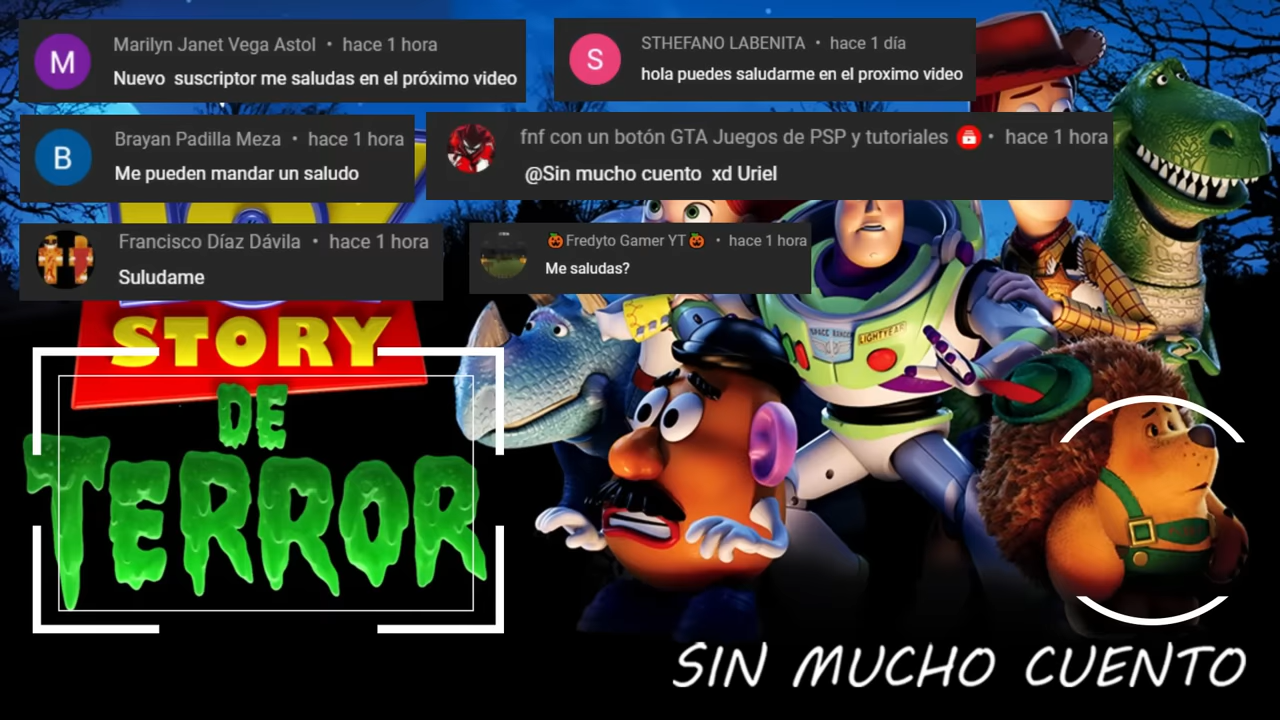 M
Marilyn Janet Vega Astol • hace 1 hora
Nuevo suscriptor me saludas en el próximo video
S
STHEFANO LABENITA • hace 1 día
hola puedes saludarme en el proximo video
B
Brayan Padilla Meza • hace 1 hora
Me pueden mandar un saludo
fnf con un botón GTA Juegos de PSP y tutoriales • hace 1 hora
@Sin mucho cuento xd Uriel
Francisco Díaz Dávila • hace 1 hora
Suludame
🎃Fredyto Gamer YT🎃 • hace 1 hora
Me saludas?
STORY
DE
TERROR
SPACE RANGER
LIGHTYEAR
SIN MUCHO CUENTO